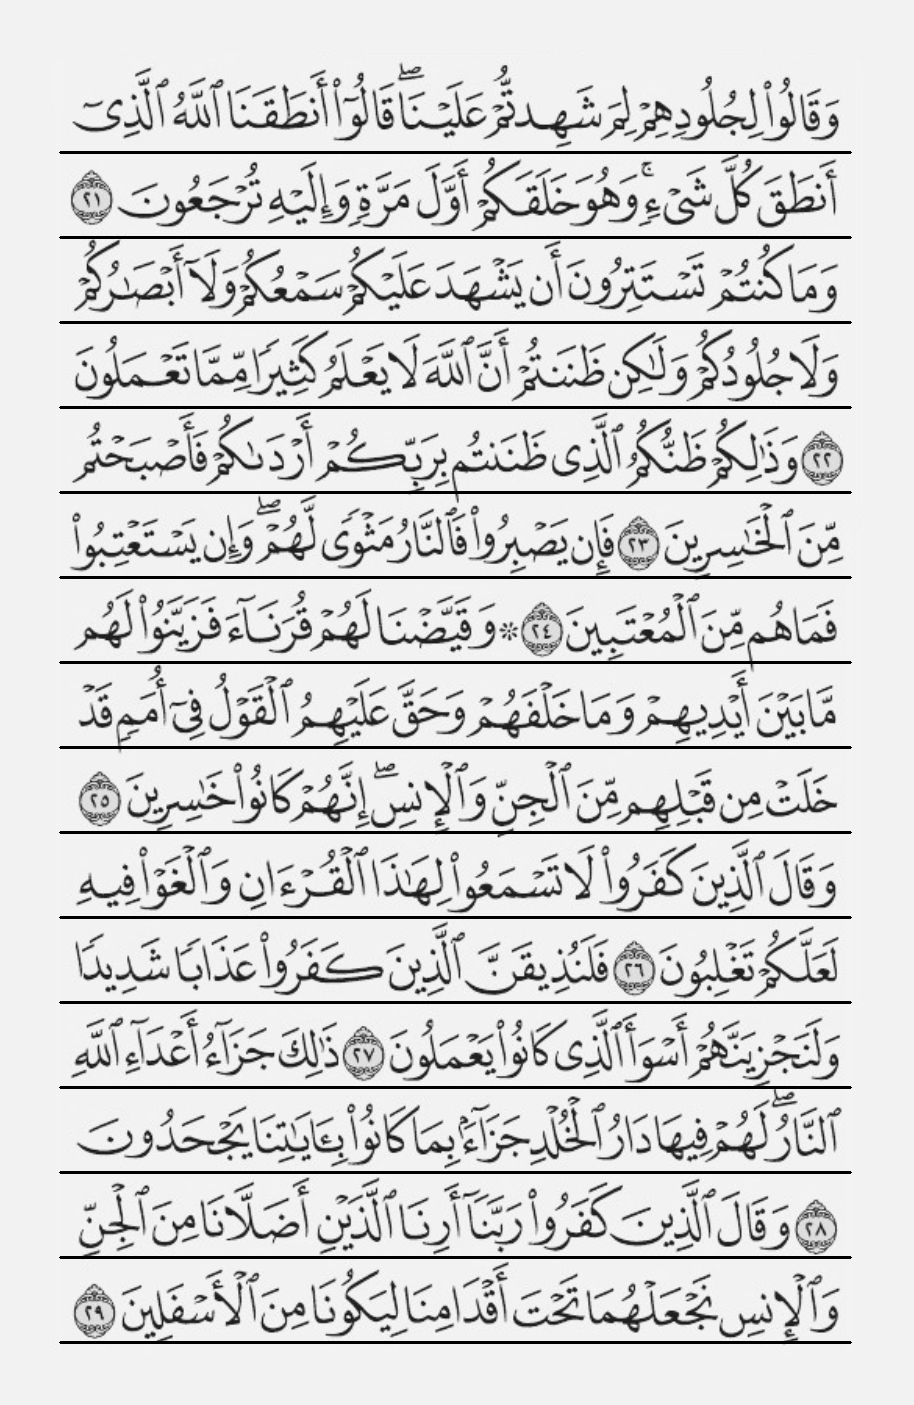 وَقَالُوا۟ لِجُلُودِهِمْ لِمَ شَهِدتُّمْ عَلَيْنَا ۖ قَالُوٓا۟ أَنطَقَنَا ٱللَّهُ ٱلَّذِىٓ
أَنطَقَ كُلَّ شَىْءٍ ۚ وَهُوَ خَلَقَكُمْ أَوَّلَ مَرَّةٍ وَإِلَيْهِ تُرْجَعُونَ ٢١
وَمَا كُنتُمْ تَسْتَتِرُونَ أَن يَشْهَدَ عَلَيْكُمْ سَمْعُكُمْ وَلَآ أَبْصَـٰرُكُمْ
وَلَا جُلُودُكُمْ وَلَـٰكِن ظَنَنتُمْ أَنَّ ٱللَّهَ لَا يَعْلَمُ كَثِيرًا مِّمَّا تَعْمَلُونَ
٢٢ وَذَٰلِكُمْ ظَنُّكُمُ ٱلَّذِى ظَنَنتُم بِرَبِّكُمْ أَرْدَىٰكُمْ فَأَصْبَحْتُم
مِّنَ ٱلْخَـٰسِرِينَ ٢٣ فَإِن يَصْبِرُوا۟ فَٱلنَّارُ مَثْوًى لَّهُمْ ۖ وَإِن يَسْتَعْتِبُوا۟
فَمَا هُم مِّنَ ٱلْمُعْتَبِينَ ٢٤ ۞ وَقَيَّضْنَا لَهُمْ قُرَنَآءَ فَزَيَّنُوا۟ لَهُم
مَّا بَيْنَ أَيْدِيهِمْ وَمَا خَلْفَهُمْ وَحَقَّ عَلَيْهِمُ ٱلْقَوْلُ فِىٓ أُمَمٍ قَدْ
خَلَتْ مِن قَبْلِهِم مِّنَ ٱلْجِنِّ وَٱلْإِنسِ ۖ إِنَّهُمْ كَانُوا۟ خَـٰسِرِينَ ٢٥
وَقَالَ ٱلَّذِينَ كَفَرُوا۟ لَا تَسْمَعُوا۟ لِهَـٰذَا ٱلْقُرْءَانِ وَٱلْغَوْا۟ فِيهِ
لَعَلَّكُمْ تَغْلِبُونَ ٢٦ فَلَنُذِيقَنَّ ٱلَّذِينَ كَفَرُوا۟ عَذَابًا شَدِيدًا
وَلَنَجْزِيَنَّهُمْ أَسْوَأَ ٱلَّذِى كَانُوا۟ يَعْمَلُونَ ٢٧ ذَٰلِكَ جَزَآءُ أَعْدَآءِ ٱللَّهِ
ٱلنَّارُ ۖ لَهُمْ فِيهَا دَارُ ٱلْخُلْدِ جَزَآءًۢ بِمَا كَانُوا۟ بِـَٔايَـٰتِنَا يَجْحَدُونَ
٢٨ وَقَالَ ٱلَّذِينَ كَفَرُوا۟ رَبَّنَآ أَرِنَا ٱلَّذَيْنِ أَضَلَّانَا مِنَ ٱلْجِنِّ
وَٱلْإِنسِ نَجْعَلْهُمَا تَحْتَ أَقْدَامِنَا لِيَكُونَا مِنَ ٱلْأَسْفَلِينَ ٢٩